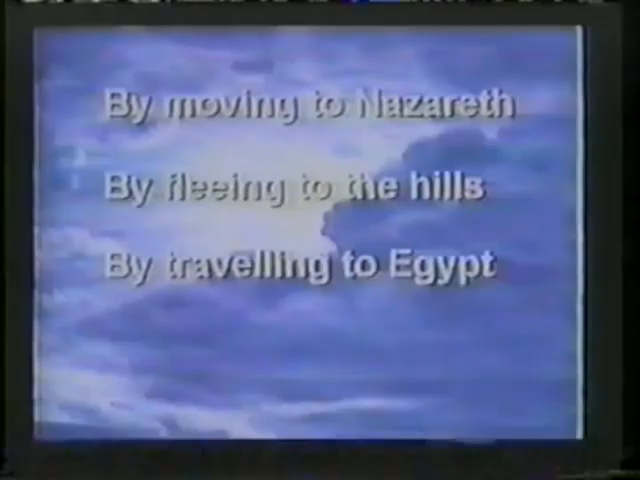 By moving to Nazareth
By fleeing to the hills
By travelling to Egypt